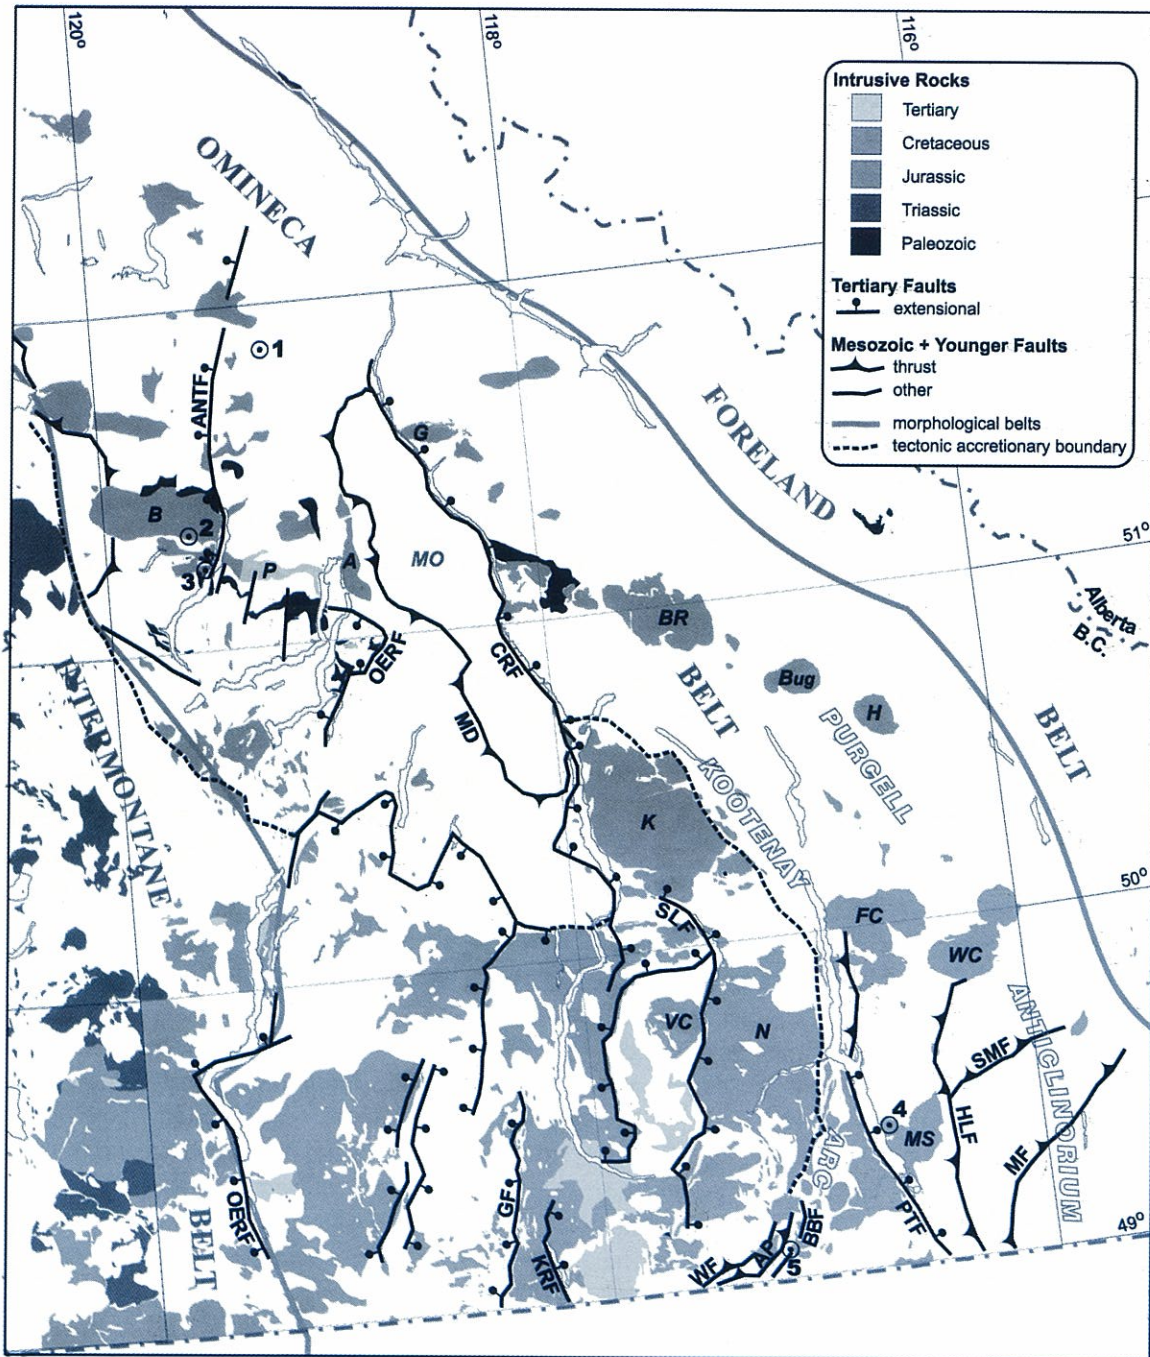 120°
118°
116°
Intrusive Rocks
Tertiary
Cretaceous
Jurassic
Triassic
Paleozoic
Tertiary Faults
extensional
Mesozoic + Younger Faults
thrust
other
morphological belts
tectonic accretionary boundary
OMINECA
1
ANTF
G
FORELAND
B
2
51°
3
P
A
MO
BR
Alberta
B.C.
OERF
CRF
BELT
Bug
H
PURCELL
BELT
INTERMONTANE
MD
KOOTENAY
K
50°
SLF
FC
WC
ANTICLINORIUM
VC
N
SMF
4
MS
HLF
MF
ARC
OERF
BELT
GF
KRF
PTF
49°
WF
AP
BBF
5